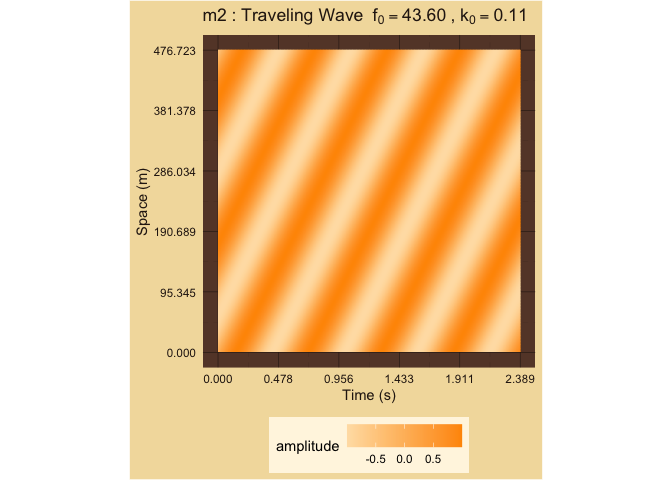 m2 : Traveling Wave f₀ = 43.60 , k₀ = 0.11
476.723
381.378
286.034
190.689
95.345
0.000
Space (m)
0.000 0.478 0.956 1.433 1.911 2.389
Time (s)
amplitude
-0.5 0.0 0.5